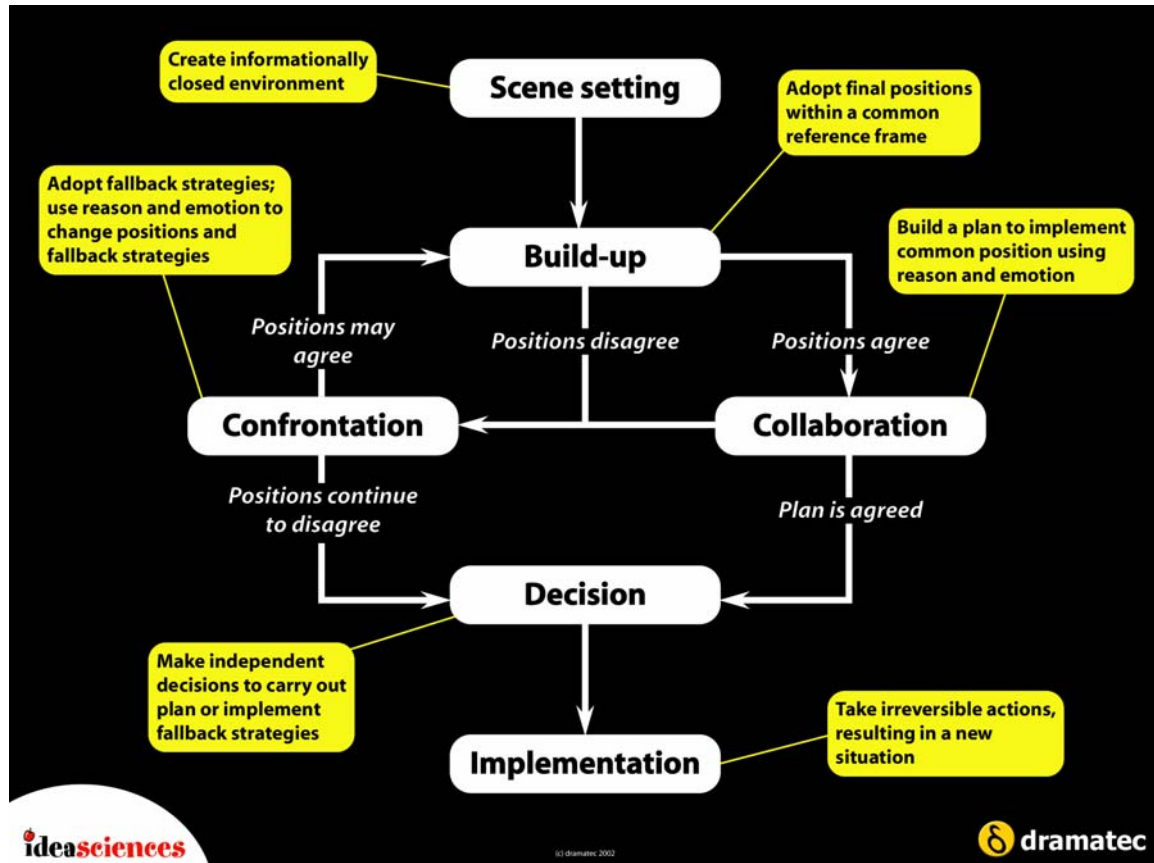 Create informationally
closed environment
Scene setting
Adopt final positions
within a common
reference frame
Adopt fallback strategies;
use reason and emotion to
change positions and
fallback strategies
Build-up
Build a plan to implement
common position using
reason and emotion
Positions may
agree
Positions disagree
Positions agree
Confrontation
Collaboration
Positions continue
to disagree
Plan is agreed
Decision
Make independent
decisions to carry out
plan or implement
fallback strategies
Implementation
Take irreversible actions,
resulting in a new
situation
ideasciences
(c) dramatec 2002
δ dramatec